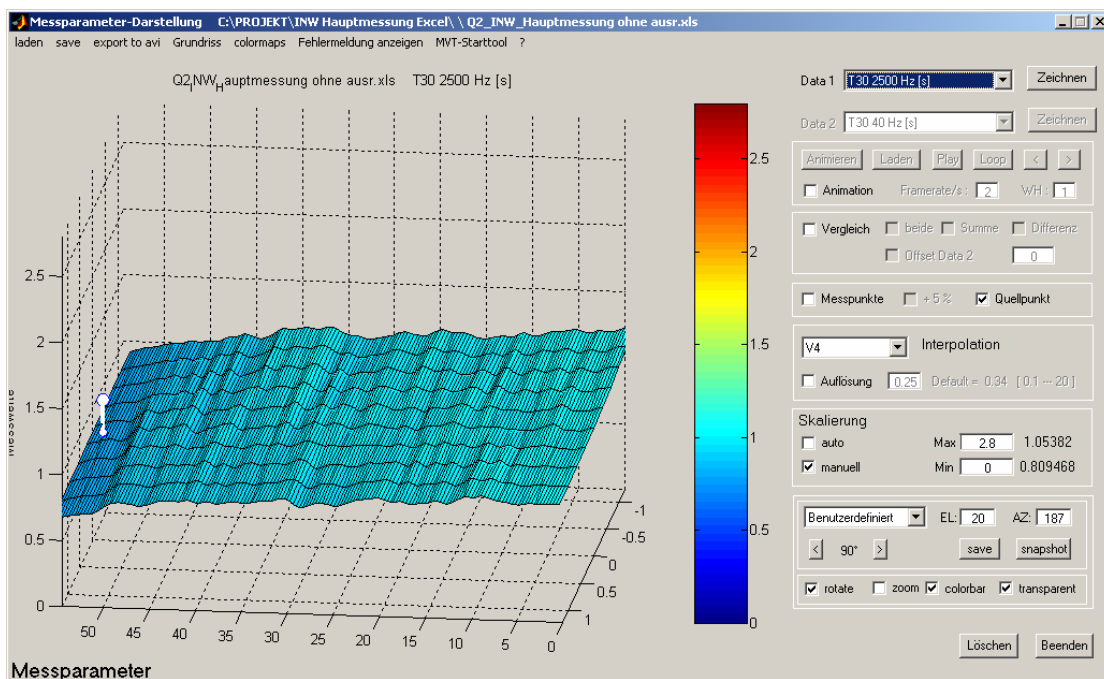 Messparameter-Darstellung C:\PROJEKT\INW Hauptmessung Excel\ \ Q2_INW_Hauptmessung ohne ausr.xls
laden save export to avi Grundriss colormaps Fehlermeldung anzeigen MVT-Starttool ?
Q2INWHauptmessung ohne ausr.xls T30 2500 Hz [s]
2.5
2
1.5
1
0.5
0
Messwerte
50 45 40 35 30 25 20 15 10 5 0
-1
-0.5
0
0.5
1
Messparameter
2.5
2
1.5
1
0.5
0
Data 1 T30 2500 Hz [s] Zeichnen
Data 2 T30 40 Hz [s] Zeichnen
Animieren Laden Play Loop < >
Animation Framerate/s : 2 WH : 1
Vergleich beide Summe Differenz
Offset Data 2 0
Messpunkte + 5 % Quellpunkt
V4 Interpolation
Auflösung 0.25 Default = 0.34 [ 0.1 --- 20 ]
Skalierung
auto Max 2.8 1.05382
manuell Min 0 0.809468
Benutzerdefiniert EL: 20 AZ: 187
< 90° > save snapshot
rotate zoom colorbar transparent
Löschen Beenden